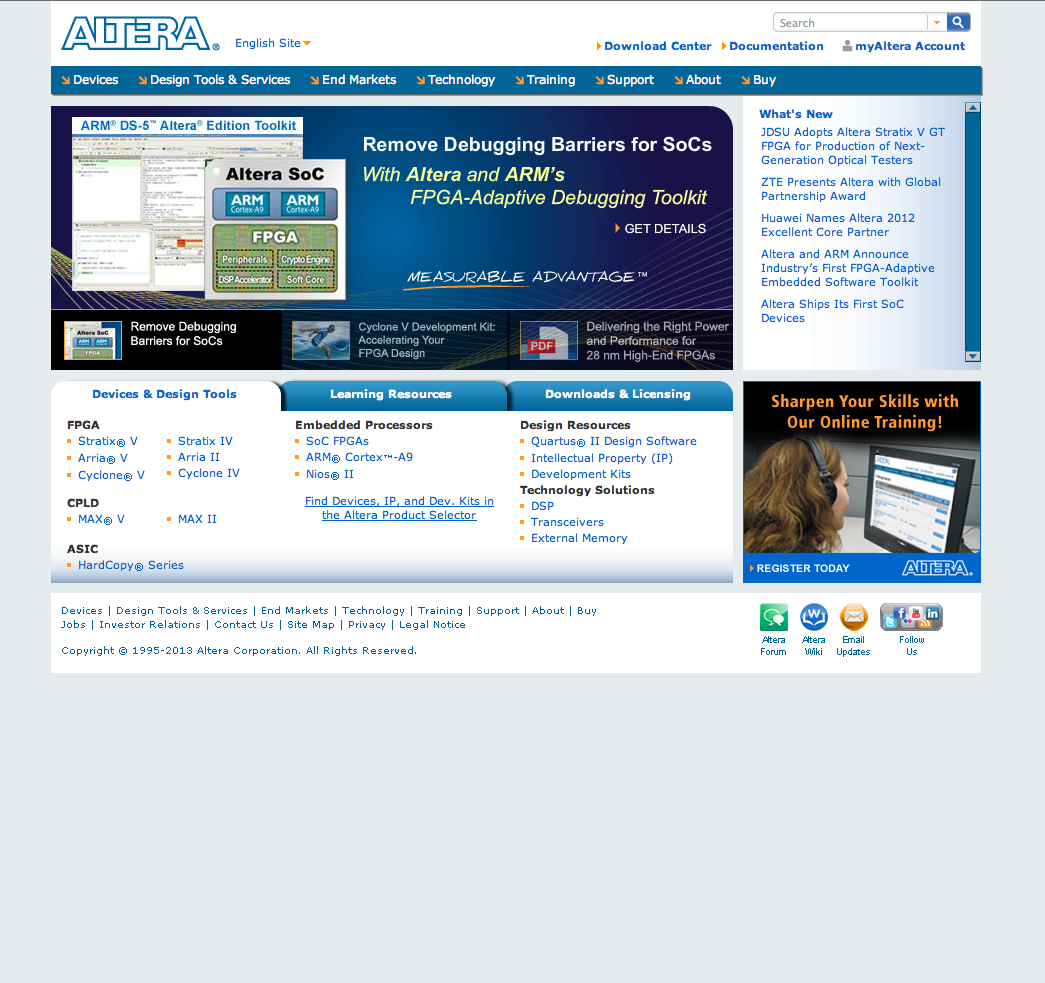 ALTERA®
English Site
Search
Download Center
Documentation
myAltera Account
Devices
Design Tools & Services
End Markets
Technology
Training
Support
About
Buy
ARM® DS-5™ Altera® Edition Toolkit
Altera SoC
ARM Cortex-A9
ARM Cortex-A9
FPGA
Peripherals
Crypto Engine
DSP Accelerator
Soft Core
Remove Debugging Barriers for SoCs
With Altera and ARM's
FPGA-Adaptive Debugging Toolkit
GET DETAILS
MEASURABLE ADVANTAGE™
Altera SoC
ARM ARM
FPGA
Remove Debugging
Barriers for SoCs
Cyclone V Development Kit:
Accelerating Your
FPGA Design
PDF
Delivering the Right Power
and Performance for
28 nm High-End FPGAs
What's New
JDSU Adopts Altera Stratix V GT
FPGA for Production of Next-
Generation Optical Testers
ZTE Presents Altera with Global
Partnership Award
Huawei Names Altera 2012
Excellent Core Partner
Altera and ARM Announce
Industry's First FPGA-Adaptive
Embedded Software Toolkit
Altera Ships Its First SoC
Devices
Devices & Design Tools
Learning Resources
Downloads & Licensing
FPGA
Stratix® V
Stratix IV
Arria® V
Arria II
Cyclone® V
Cyclone IV
CPLD
MAX® V
MAX II
ASIC
HardCopy® Series
Embedded Processors
SoC FPGAs
ARM® Cortex™-A9
Nios® II
Find Devices, IP, and Dev. Kits in
the Altera Product Selector
Design Resources
Quartus® II Design Software
Intellectual Property (IP)
Development Kits
Technology Solutions
DSP
Transceivers
External Memory
Sharpen Your Skills with
Our Online Training!
REGISTER TODAY
ALTERA.
Devices | Design Tools & Services | End Markets | Technology | Training | Support | About | Buy
Jobs | Investor Relations | Contact Us | Site Map | Privacy | Legal Notice
Copyright © 1995-2013 Altera Corporation. All Rights Reserved.
Altera
Forum
Altera
Wiki
Email
Updates
Follow
Us